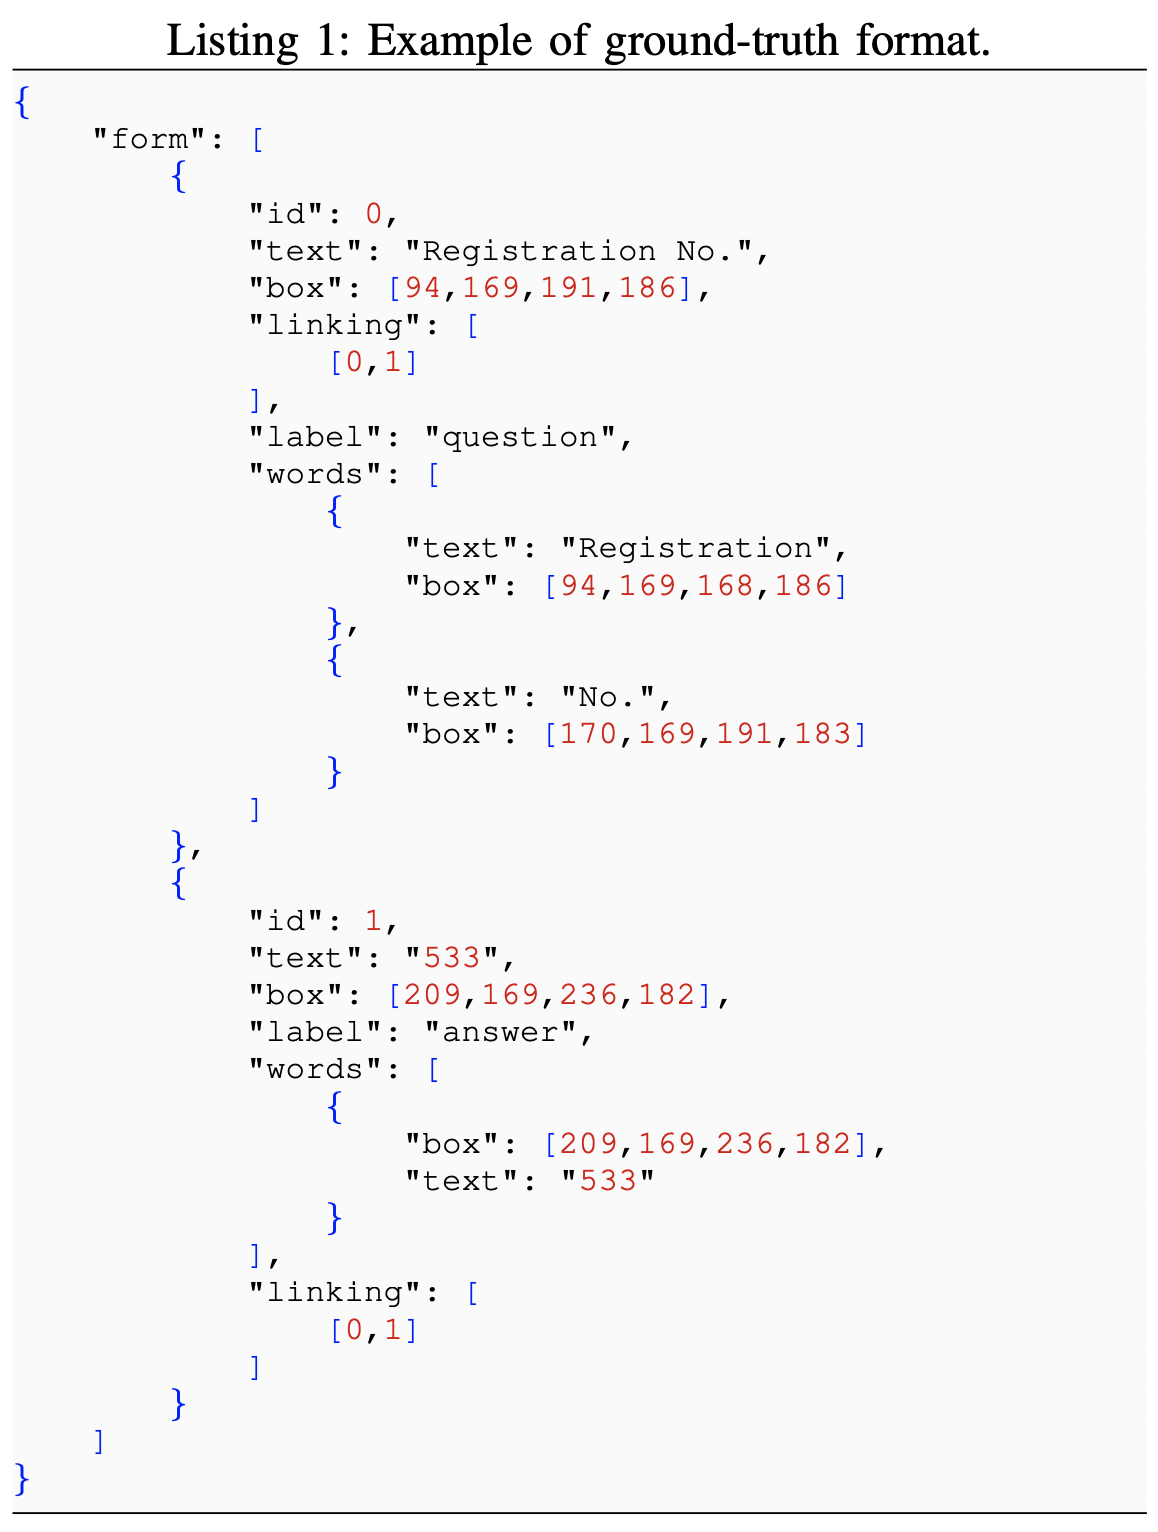 Listing 1: Example of ground-truth format.
{
"form": [
{
"id": 0,
"text": "Registration No.",
"box": [94,169,191,186],
"linking": [
[0,1]
],
"label": "question",
"words": [
{
"text": "Registration",
"box": [94,169,168,186]
},
{
"text": "No.",
"box": [170,169,191,183]
}
]
},
{
"id": 1,
"text": "533",
"box": [209,169,236,182],
"label": "answer",
"words": [
{
"box": [209,169,236,182],
"text": "533"
}
],
"linking": [
[0,1]
]
}
]
}